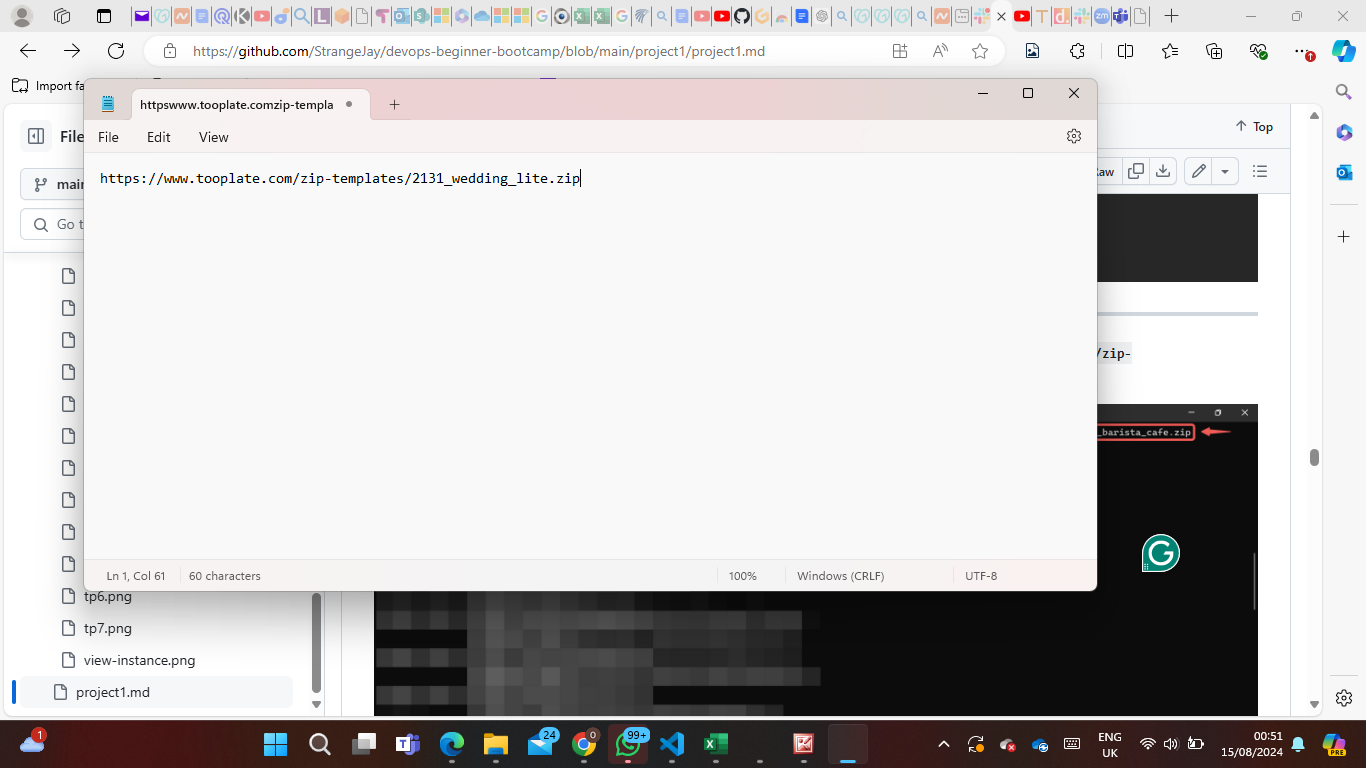 https://github.com/StrangeJay/devops-beginner-bootcamp/blob/main/project1/project1.md
Import fa
httpswww.tooplate.comzip-templa
File
Edit
View
https://www.tooplate.com/zip-templates/2131_wedding_lite.zip
Ln 1, Col 61
60 characters
100%
Windows (CRLF)
UTF-8
File
main
Go t
Top
aw
/zip-
_barista_cafe.zip
tp6.png
tp7.png
view-instance.png
project1.md
1
24
0
99+
ENG
UK
00:51
15/08/2024
PRE